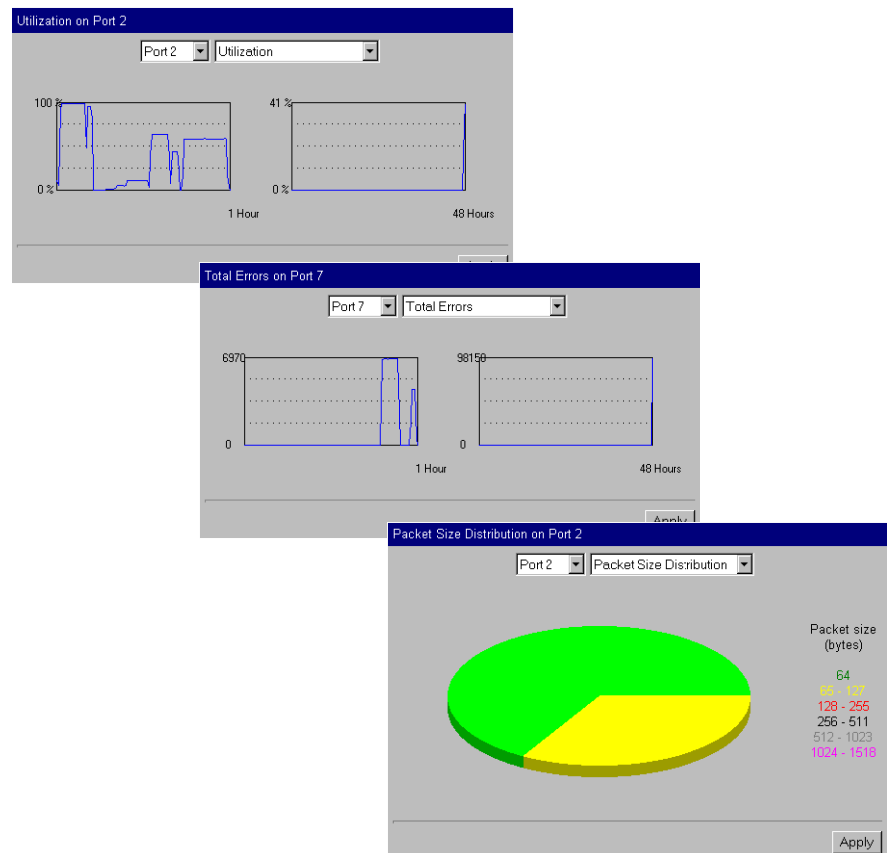 Utilization on Port 2
Port 2 Utilization
100 % 41 %
0 % 0 %
1 Hour 48 Hours
Total Errors on Port 7
Port 7 Total Errors
6970 98150
0 0
1 Hour 48 Hours
Apply
Packet Size Distribution on Port 2
Port 2 Packet Size Distribution
Packet size
(bytes)
64
65 - 127
128 - 255
256 - 511
512 - 1023
1024 - 1518
Apply